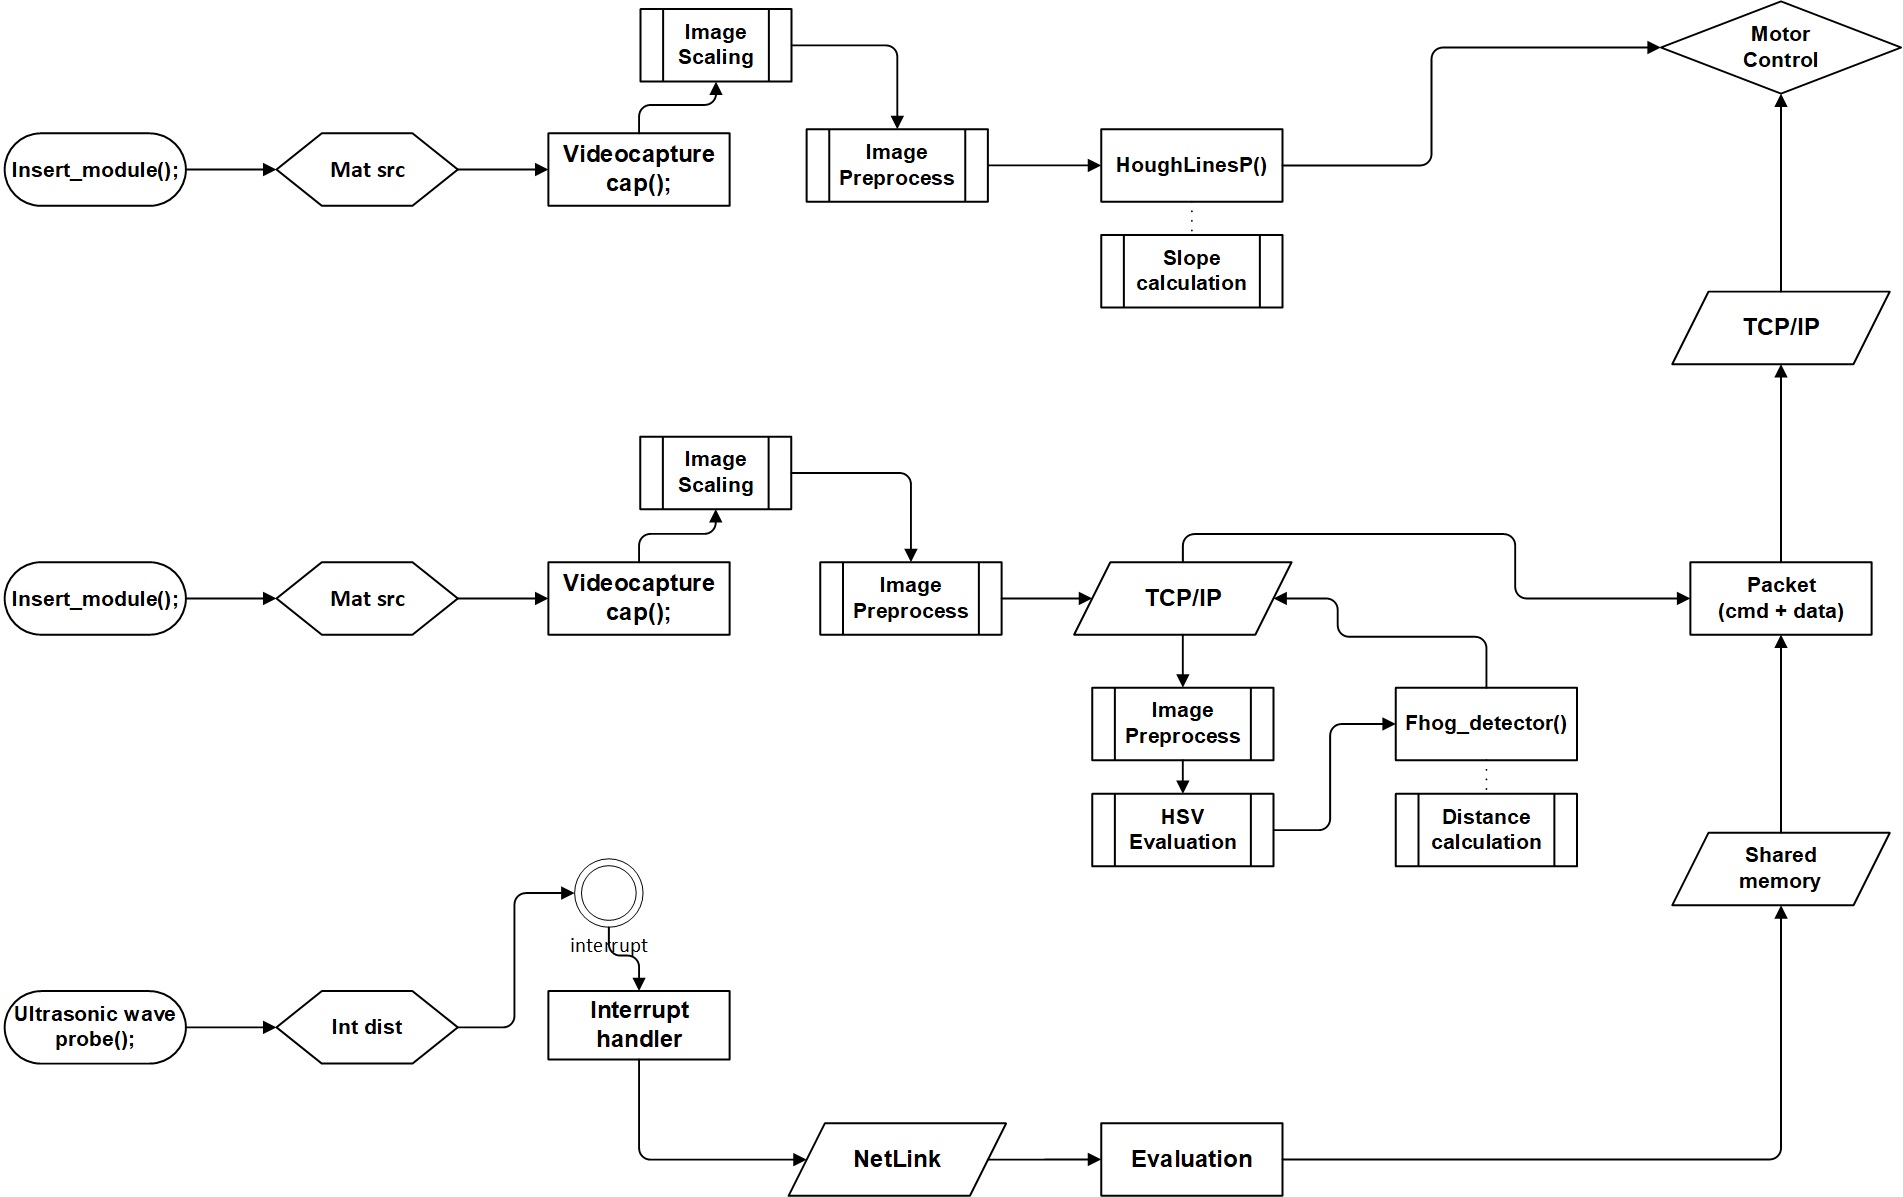 Image
Scaling
Motor
Control
Insert_module();
Mat src
Videocapture
cap();
Image
Preprocess
HoughLinesP()
Slope
calculation
TCP/IP
Image
Scaling
Insert_module();
Mat src
Videocapture
cap();
Image
Preprocess
TCP/IP
Packet
(cmd + data)
Image
Preprocess
Fhog_detector()
HSV
Evaluation
Distance
calculation
Shared
memory
interrupt
Ultrasonic wave
probe();
Int dist
Interrupt
handler
NetLink
Evaluation